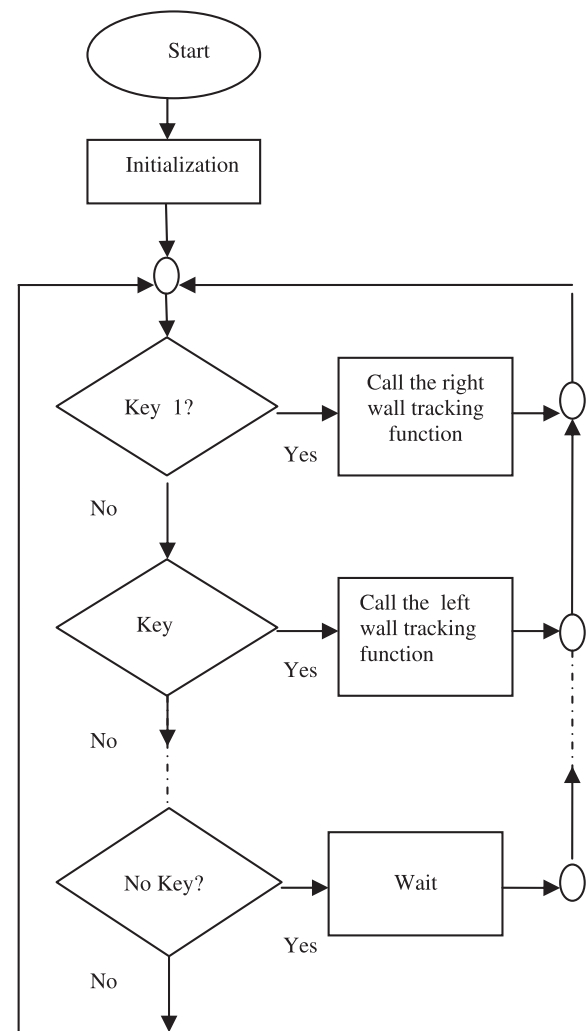 Start
Initialization
Key 1?
Call the right
wall tracking
function
Yes
No
Key
Call the left
wall tracking
function
Yes
No
No Key?
Wait
Yes
No